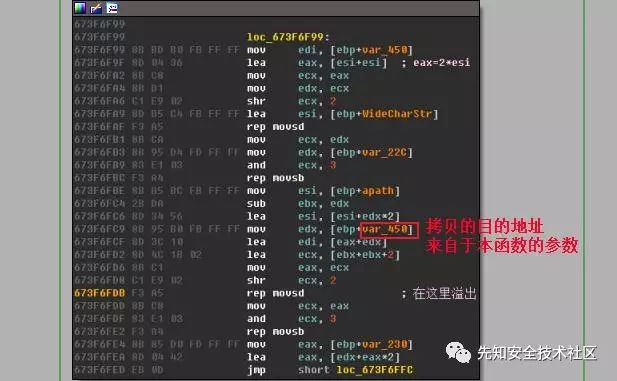 673F6F99
673F6F99 loc_673F6F99:
673F6F99 8B BD B0 FB FF FF mov edi, [ebp+var_450]
673F6F9F 8D 04 36 lea eax, [esi+esi] ; eax=2*esi
673F6FA2 8B C8 mov ecx, eax
673F6FA4 8B D1 mov edx, ecx
673F6FA6 C1 E9 02 shr ecx, 2
673F6FA9 8D B5 C4 FB FF FF lea esi, [ebp+WideCharStr]
673F6FAF F3 A5 rep movsd
673F6FB1 8B CA mov ecx, edx
673F6FB3 8B 95 D4 FD FF FF mov edx, [ebp+var_22C]
673F6FB9 83 E1 03 and ecx, 3
673F6FBC F3 A4 rep movsb
673F6FBE 8B B5 BC FB FF FF mov esi, [ebp+apath]
673F6FC4 2B DA sub ebx, edx
673F6FC6 8D 34 56 lea esi, [esi+edx*2]
673F6FC9 8B 95 B0 FB FF FF mov edx, [ebp+var_450] 拷贝的目的地址
673F6FCF 8D 3C 10 lea edi, [eax+edx] 来自于本函数的参数
673F6FD2 8D 4C 1B 02 lea ecx, [ebx+ebx+2]
673F6FD6 8B C1 mov eax, ecx
673F6FD8 C1 E9 02 shr ecx, 2
673F6FDB F3 A5 rep movsd ; 在这里溢出
673F6FDD 8B C8 mov ecx, eax
673F6FDF 83 E1 03 and ecx, 3
673F6FE2 F3 A4 rep movsb
673F6FE4 8B 85 D0 FD FF FF mov eax, [ebp+var_230]
673F6FEA 8D 04 42 lea eax, [edx+eax*2]
673F6FED EB 0D jmp short loc_673F6FFC
先知安全技术社区